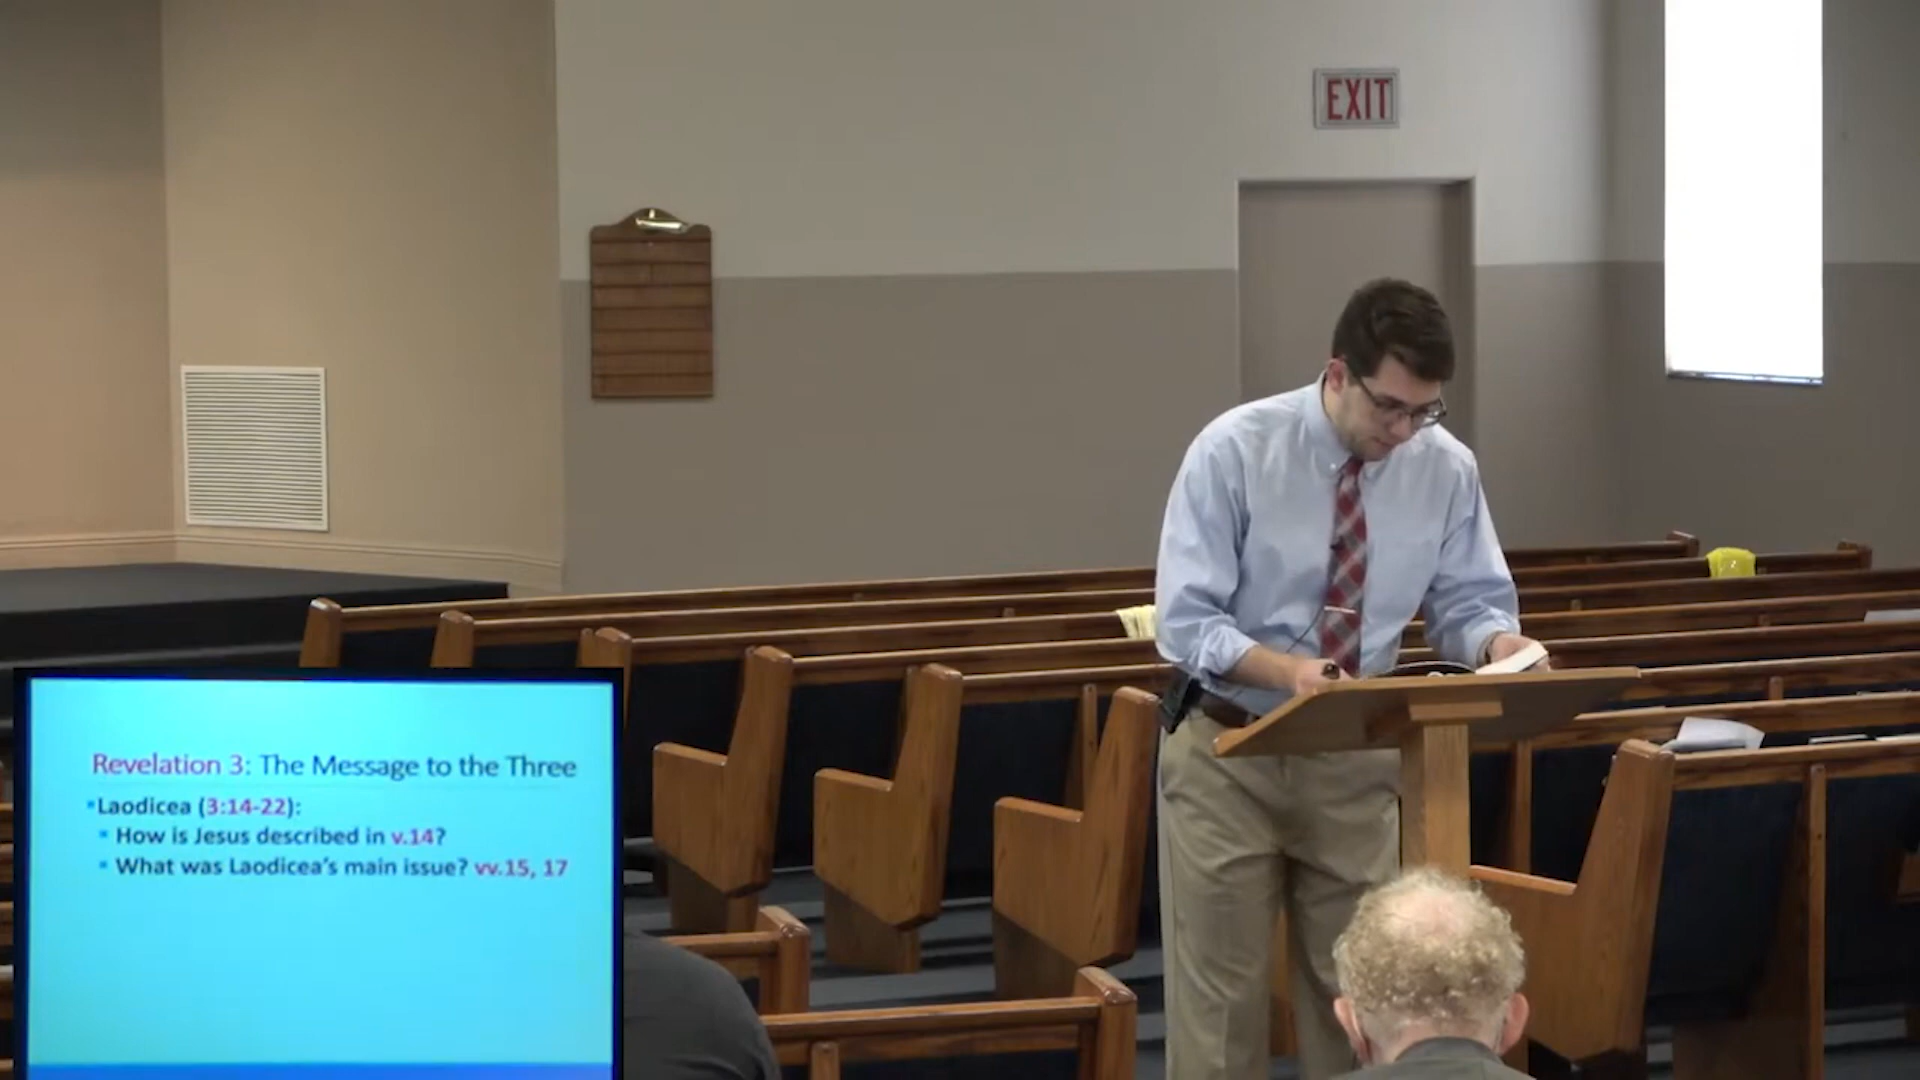 EXIT
Revelation 3: The Message to the Three
▪Laodicea (3:14-22):
▪ How is Jesus described in v.14?
▪ What was Laodicea's main issue? vv.15, 17